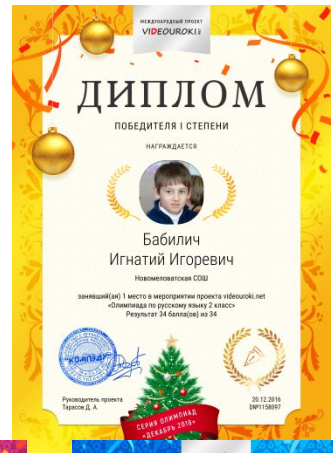 МЕЖДУНАРОДНЫЙ ПРОЕКТ
VIDEOUROKI
ДИПЛОМ
ПОБЕДИТЕЛЯ I СТЕПЕНИ
НАГРАЖДАЕТСЯ
Бабилич
Игнатий Игоревич
Новомеловатская СОШ
занявший(ая) 1 место в мероприятии проекта videouroki.net
«Олимпиада по русскому языку 2 класс»
Результат 34 балла(ов) из 34
"КОМПЭДУ"
Руководитель проекта
Тарасов Д. А.
20.12.2016
DNP1158097
СЕРИЯ ОЛИМПИАД
«ДЕКАБРЬ 2016»